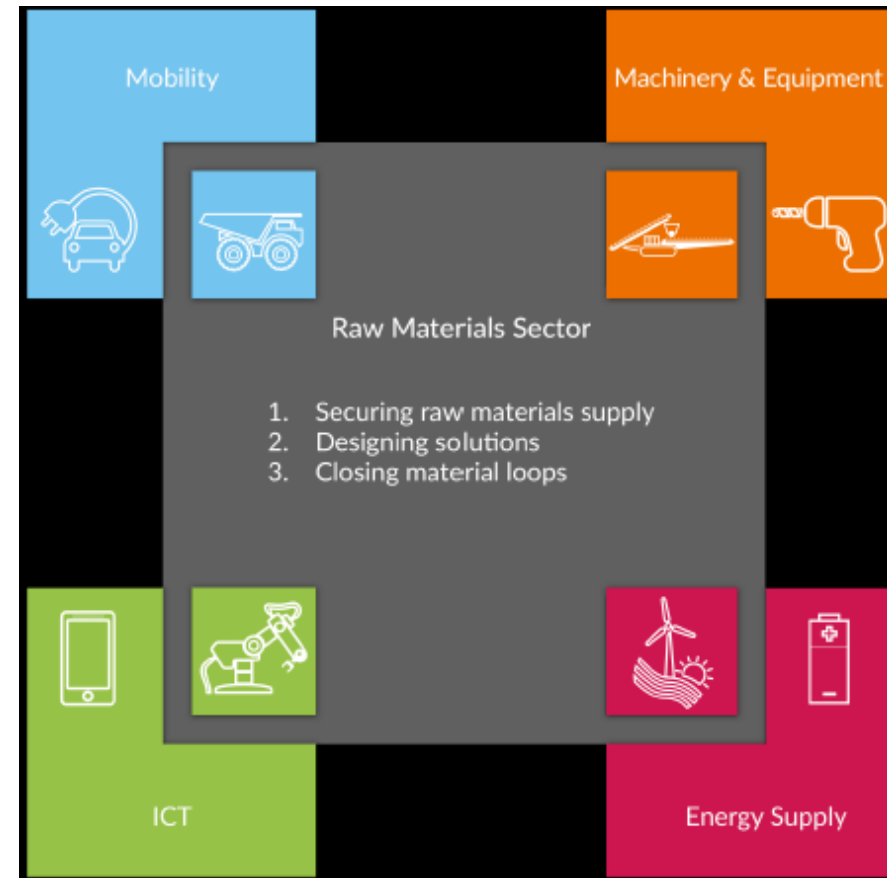 Mobility
Machinery & Equipment
Raw Materials Sector
1. Securing raw materials supply
2. Designing solutions
3. Closing material loops
ICT
Energy Supply